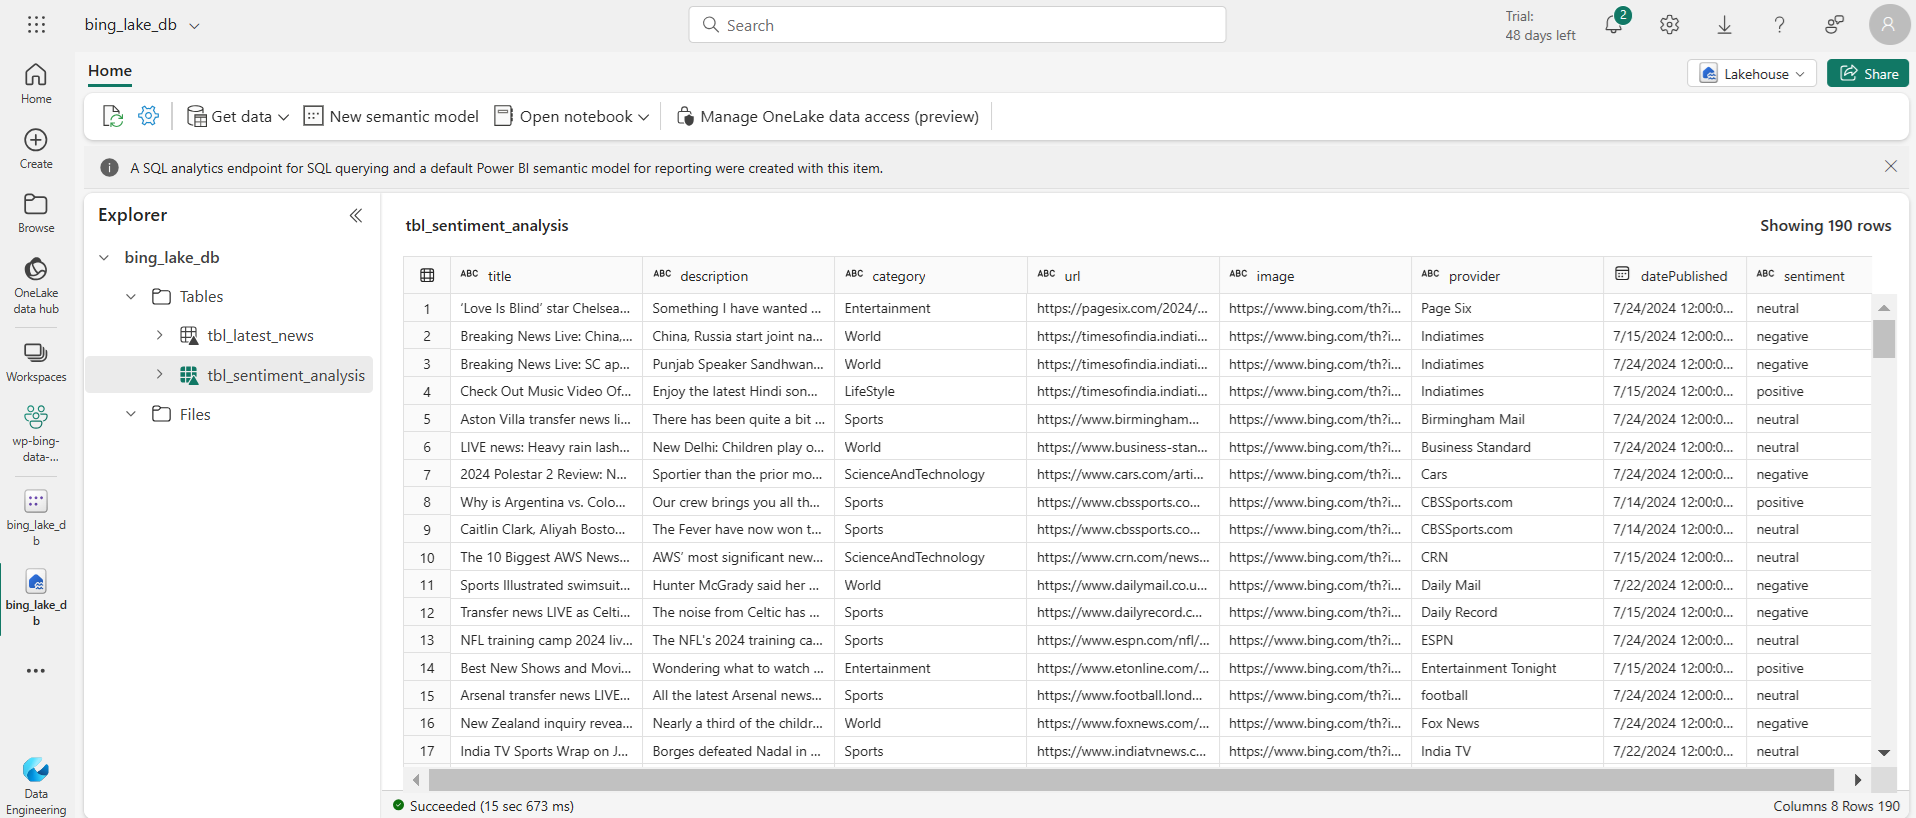 bing_lake_db
Search
Trial:
48 days left
2
Home
Lakehouse
Share
Get data
New semantic model
Open notebook
Manage OneLake data access (preview)
A SQL analytics endpoint for SQL querying and a default Power BI semantic model for reporting were created with this item.
Home
Create
Browse
OneLake
data hub
Workspaces
wp-bing-
data-...
bing_lake_d
b
bing_lake_d
b
Data
Engineering
Explorer
bing_lake_db
Tables
tbl_latest_news
tbl_sentiment_analysis
Files
tbl_sentiment_analysis
Showing 190 rows
ABC title ABC description ABC category ABC url ABC image ABC provider datePublished ABC sentiment
1 ‘Love Is Blind’ star Chelsea... Something I have wanted ... Entertainment https://pagesix.com/2024/... https://www.bing.com/th?i... Page Six 7/24/2024 12:00:0... neutral
2 Breaking News Live: China,... China, Russia start joint na... World https://timesofindia.indiati... https://www.bing.com/th?i... Indiatimes 7/15/2024 12:00:0... negative
3 Breaking News Live: SC ap... Punjab Speaker Sandhwan... World https://timesofindia.indiati... https://www.bing.com/th?i... Indiatimes 7/24/2024 12:00:0... negative
4 Check Out Music Video Of... Enjoy the latest Hindi son... LifeStyle https://timesofindia.indiati... https://www.bing.com/th?i... Indiatimes 7/15/2024 12:00:0... positive
5 Aston Villa transfer news li... There has been quite a bit ... Sports https://www.birmingham... https://www.bing.com/th?i... Birmingham Mail 7/24/2024 12:00:0... neutral
6 LIVE news: Heavy rain lash... New Delhi: Children play o... World https://www.business-stan... https://www.bing.com/th?i... Business Standard 7/24/2024 12:00:0... neutral
7 2024 Polestar 2 Review: N... Sportier than the prior mo... ScienceAndTechnology https://www.cars.com/arti... https://www.bing.com/th?i... Cars 7/24/2024 12:00:0... negative
8 Why is Argentina vs. Colo... Our crew brings you all th... Sports https://www.cbssports.co... https://www.bing.com/th?i... CBSSports.com 7/14/2024 12:00:0... positive
9 Caitlin Clark, Aliyah Bosto... The Fever have now won t... Sports https://www.cbssports.co... https://www.bing.com/th?i... CBSSports.com 7/14/2024 12:00:0... neutral
10 The 10 Biggest AWS News... AWS’ most significant new... ScienceAndTechnology https://www.crn.com/news... https://www.bing.com/th?i... CRN 7/15/2024 12:00:0... neutral
11 Sports Illustrated swimsuit... Hunter McGrady said her ... World https://www.dailymail.co.u... https://www.bing.com/th?i... Daily Mail 7/22/2024 12:00:0... negative
12 Transfer news LIVE as Celti... The noise from Celtic has ... Sports https://www.dailyrecord.c... https://www.bing.com/th?i... Daily Record 7/15/2024 12:00:0... negative
13 NFL training camp 2024 liv... The NFL's 2024 training ca... Sports https://www.espn.com/nfl/... https://www.bing.com/th?i... ESPN 7/24/2024 12:00:0... neutral
14 Best New Shows and Movi... Wondering what to watch ... Entertainment https://www.etonline.com/... https://www.bing.com/th?i... Entertainment Tonight 7/15/2024 12:00:0... positive
15 Arsenal transfer news LIVE... All the latest Arsenal news... Sports https://www.football.lond... https://www.bing.com/th?i... football 7/24/2024 12:00:0... neutral
16 New Zealand inquiry revea... Nearly a third of the childr... World https://www.foxnews.com/... https://www.bing.com/th?i... Fox News 7/24/2024 12:00:0... negative
17 India TV Sports Wrap on J... Borges defeated Nadal in ... Sports https://www.indiatvnews.c... https://www.bing.com/th?i... India TV 7/22/2024 12:00:0... neutral
Succeeded (15 sec 673 ms)
Columns 8 Rows 190